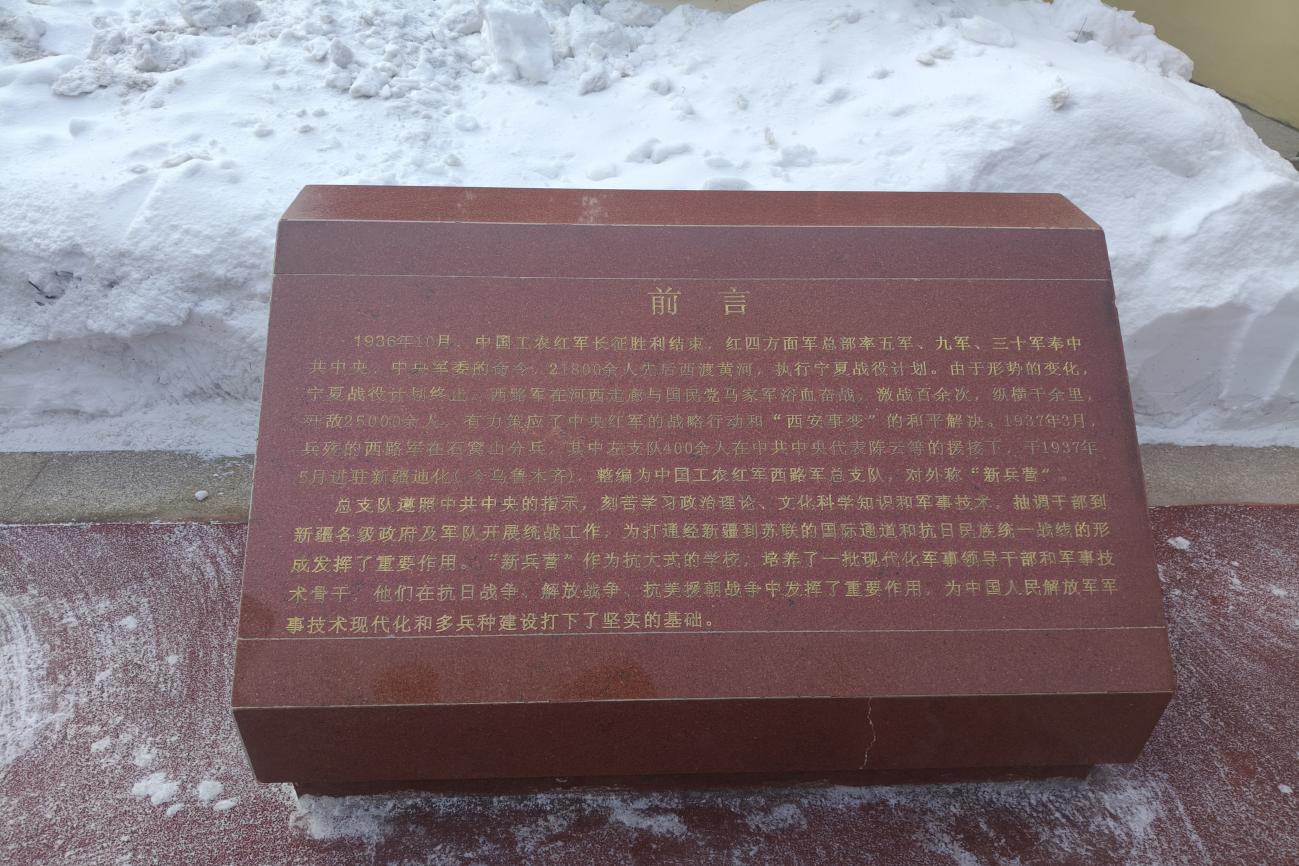 前 言
1936年10月，中国工农红军长征胜利结束，红四方面军总部率五军、九军、三十军奉中
共中央、中央军委的命令，21800余人先后西渡黄河，执行宁夏战役计划。由于形势的变化，
宁夏战役计划终止。西路军在河西走廊与国民党马家军浴血奋战，激战百余次，纵横千余里，
歼敌25000余人，有力策应了中央红军的战略行动和“西安事变”的和平解决。1937年3月，
兵残的西路军在石窝山分兵，其中左支队400余人在中共中央代表陈云等的援接下，于1937年
5月进驻新疆迪化(今乌鲁木齐)，整编为中国工农红军西路军总支队，对外称“新兵营”。
总支队遵照中共中央的指示，刻苦学习政治理论、文化科学知识和军事技术，抽调干部到
新疆各级政府及军队开展统战工作，为打通经新疆到苏联的国际通道和抗日民族统一战线的形
成发挥了重要作用。“新兵营”作为抗大式的学校，培养了一批现代化军事领导干部和军事技
术骨干，他们在抗日战争、解放战争、抗美援朝战争中发挥了重要作用，为中国人民解放军军
事技术现代化和多兵种建设打下了坚实的基础。